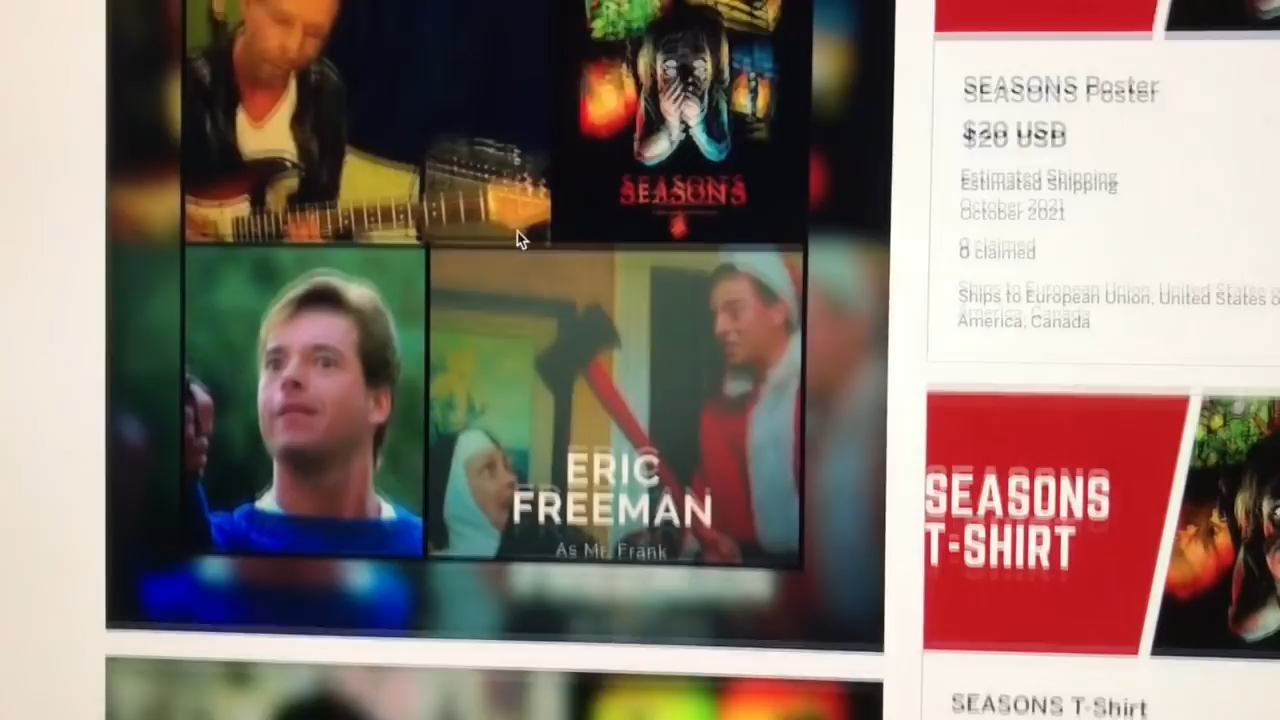 SEASONS
ERIC
FREEMAN
As Mr. Frank
SEASONS Poster
$20 USD
Estimated Shipping
October 2021
0 claimed
Ships to European Union, United States o
America, Canada
SEASONS
T-SHIRT
SEASONS T-Shirt